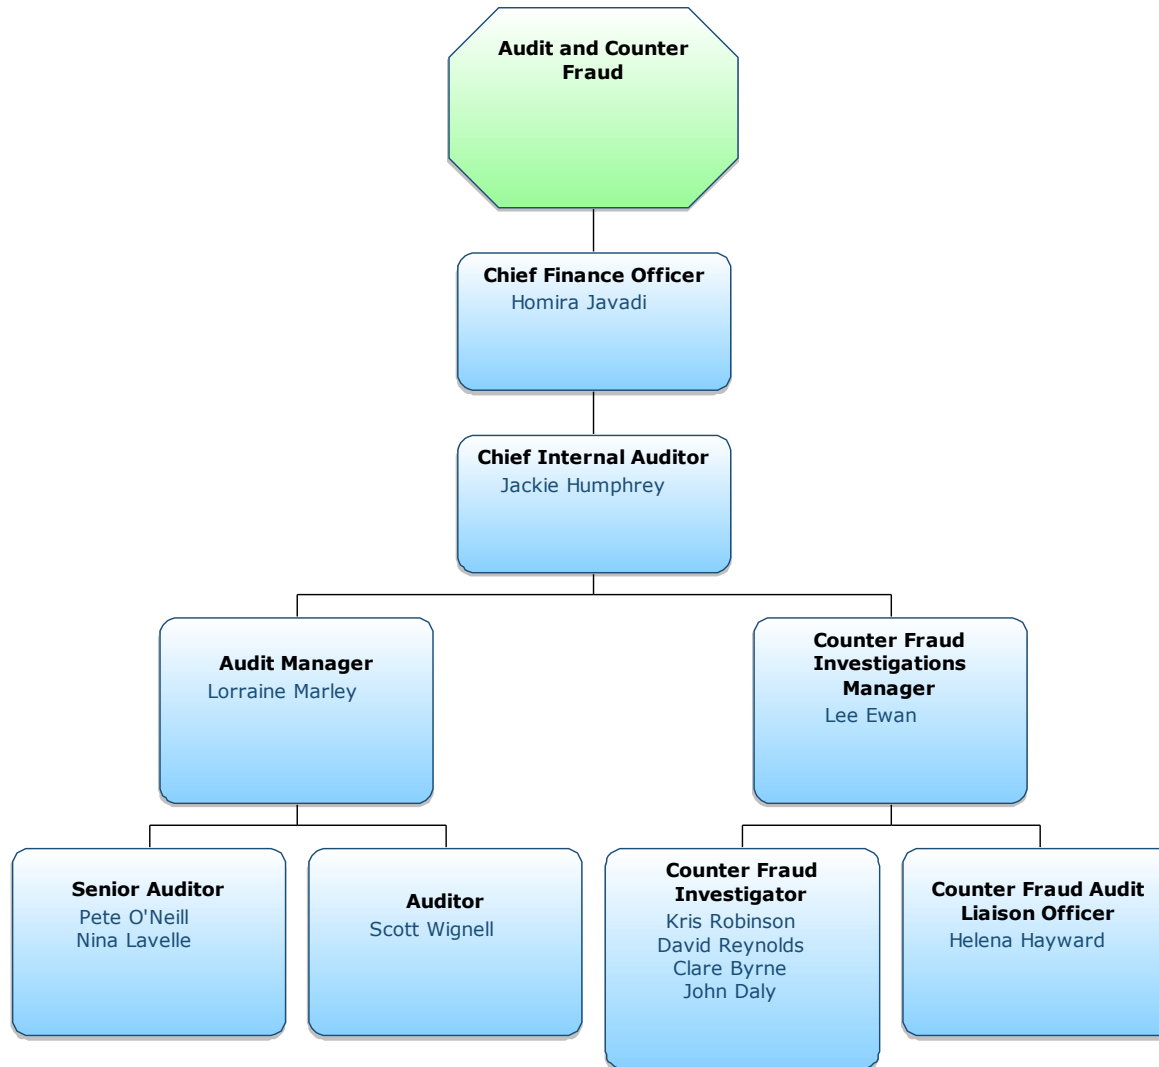 Audit and Counter
Fraud
Chief Finance Officer
Homira Javadi
Chief Internal Auditor
Jackie Humphrey
Audit Manager
Lorraine Marley
Counter Fraud
Investigations
Manager
Lee Ewan
Senior Auditor
Pete O'Neill
Nina Lavelle
Auditor
Scott Wignell
Counter Fraud
Investigator
Kris Robinson
David Reynolds
Clare Byrne
John Daly
Counter Fraud Audit
Liaison Officer
Helena Hayward